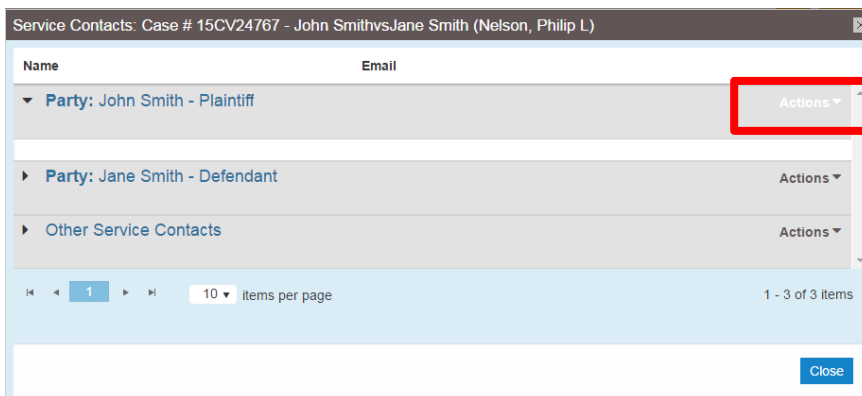 Service Contacts: Case # 15CV24767 - John SmithvsJane Smith (Nelson, Philip L)
Name Email
Party: John Smith - Plaintiff Actions
Party: Jane Smith - Defendant Actions
Other Service Contacts Actions
1 10 items per page 1 - 3 of 3 items
Close